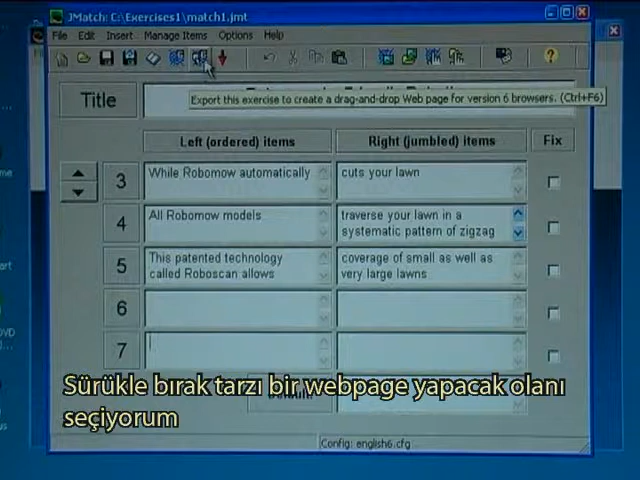 JMatch: C:\Exercises1\match1.jmt
File Edit Insert Manage Items Options Help
Title
Export this exercise to create a drag-and-drop Web page for version 6 browsers. (Ctrl+F6)
Left (ordered) items Right (jumbled) items Fix
3 While Robomow automatically cuts your lawn
4 All Robomow models traverse your lawn in a
systematic pattern of zigzag
5 This patented technology coverage of small as well as
called Roboscan allows very large lawns
6
7
Sürükle bırak tarzı bir webpage yapacak olanı
seçiyorum
Config: english6.cfg